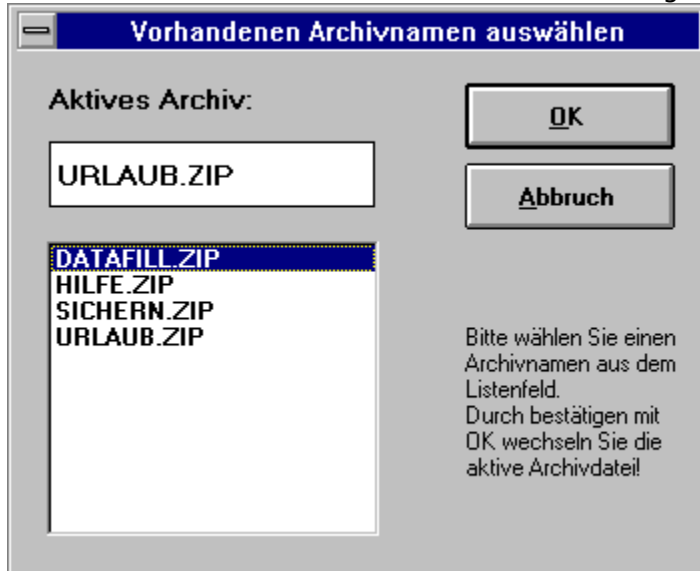 Vorhandenen Archivnamen auswählen
Aktives Archiv:
OK
URLAUB.ZIP
Abbruch
DATAFILL.ZIP
HILFE.ZIP
SICHERN.ZIP
URLAUB.ZIP
Bitte wählen Sie einen
Archivnamen aus dem
Listenfeld.
Durch bestätigen mit
OK wechseln Sie die
aktive Archivdatei!